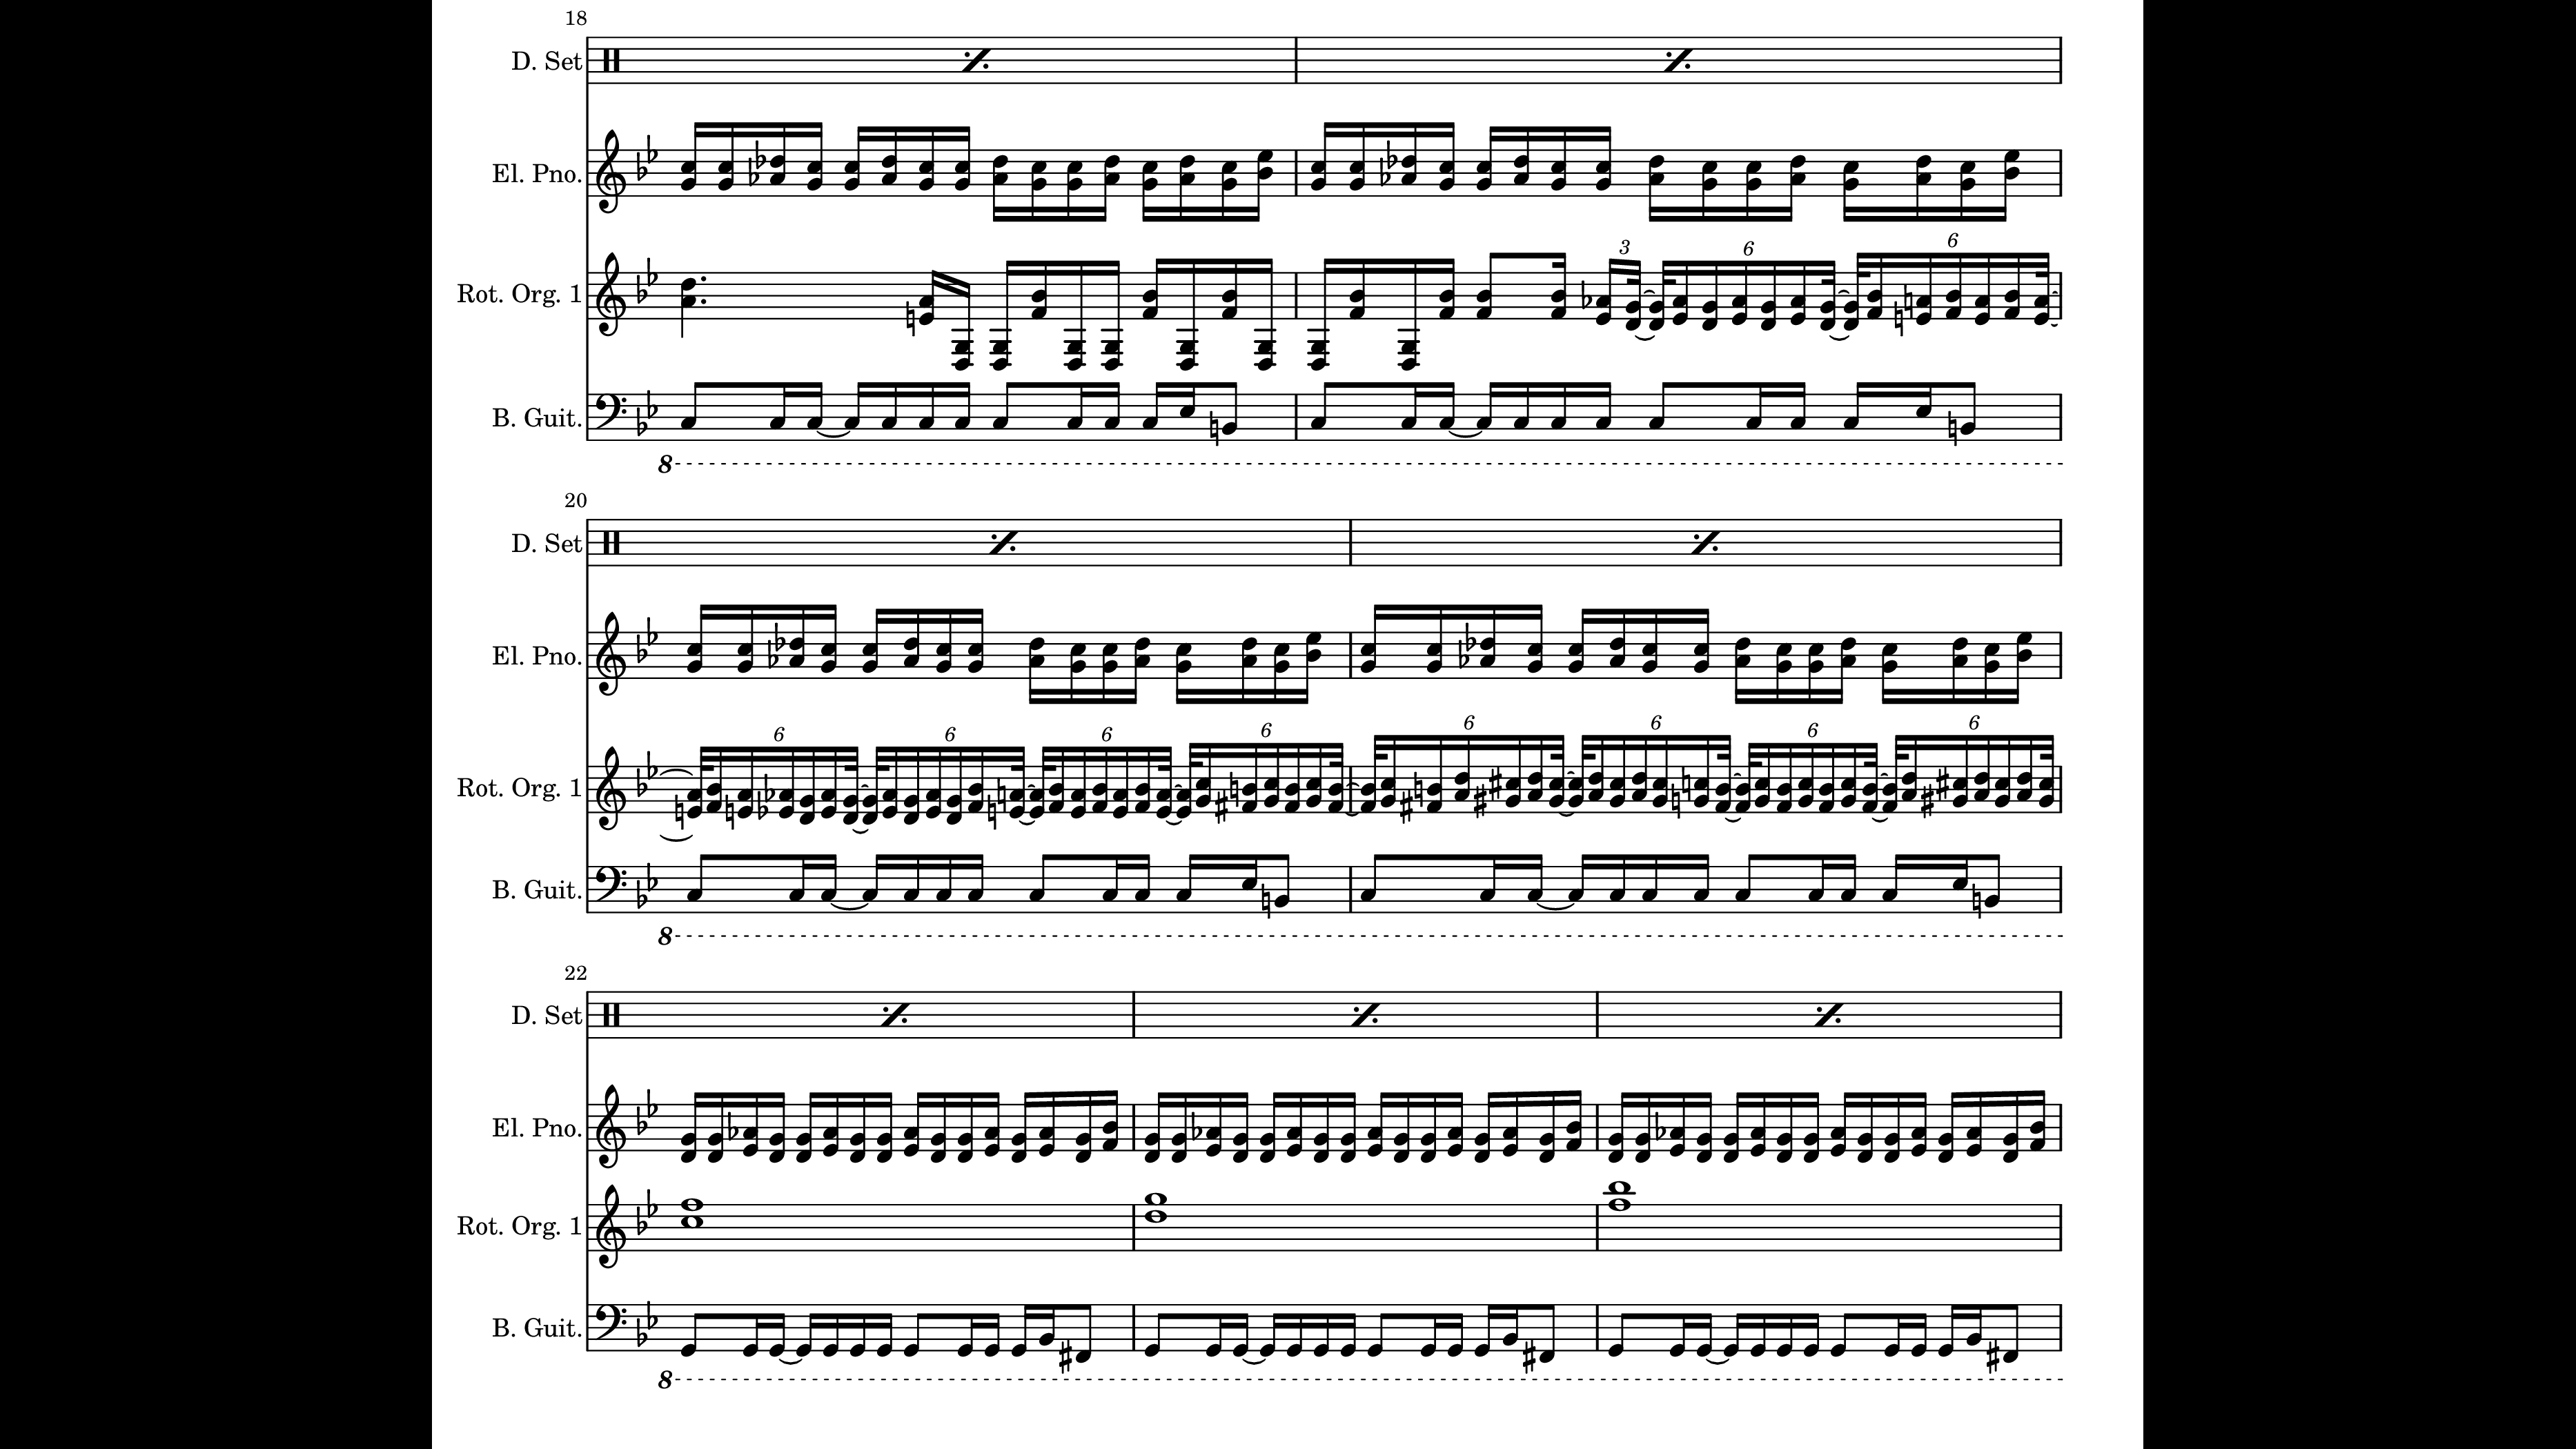 18
D. Set
El. Pno.
3 6 6
Rot. Org. 1
B. Guit.
8
20
D. Set
El. Pno.
6 6 6 6 6 6 6 6
Rot. Org. 1
B. Guit.
8
22
D. Set
El. Pno.
Rot. Org. 1
B. Guit.
8